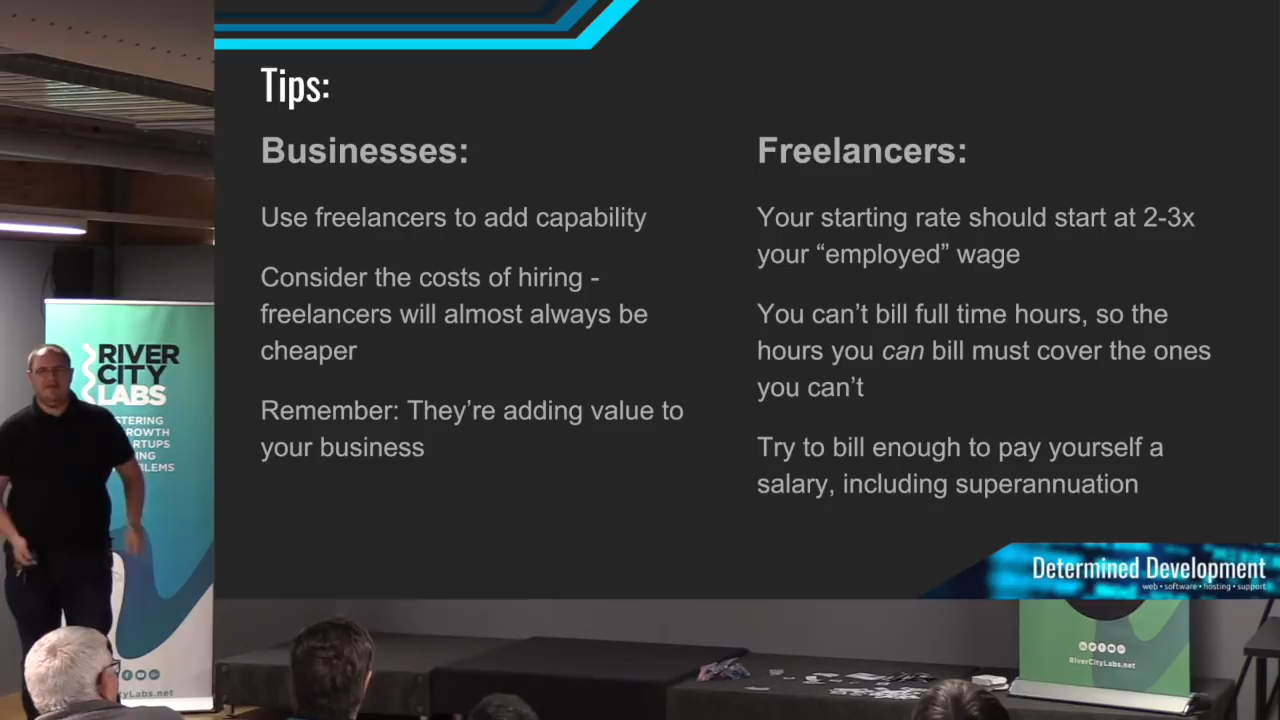 Tips:
Businesses:
Use freelancers to add capability
Consider the costs of hiring -
freelancers will almost always be
cheaper
Remember: They’re adding value to
your business
Freelancers:
Your starting rate should start at 2-3x
your “employed” wage
You can’t bill full time hours, so the
hours you can bill must cover the ones
you can’t
Try to bill enough to pay yourself a
salary, including superannuation
Determined Development
web • software • hosting • support
RIVER
CITY
LABS
RiverCityLabs.net